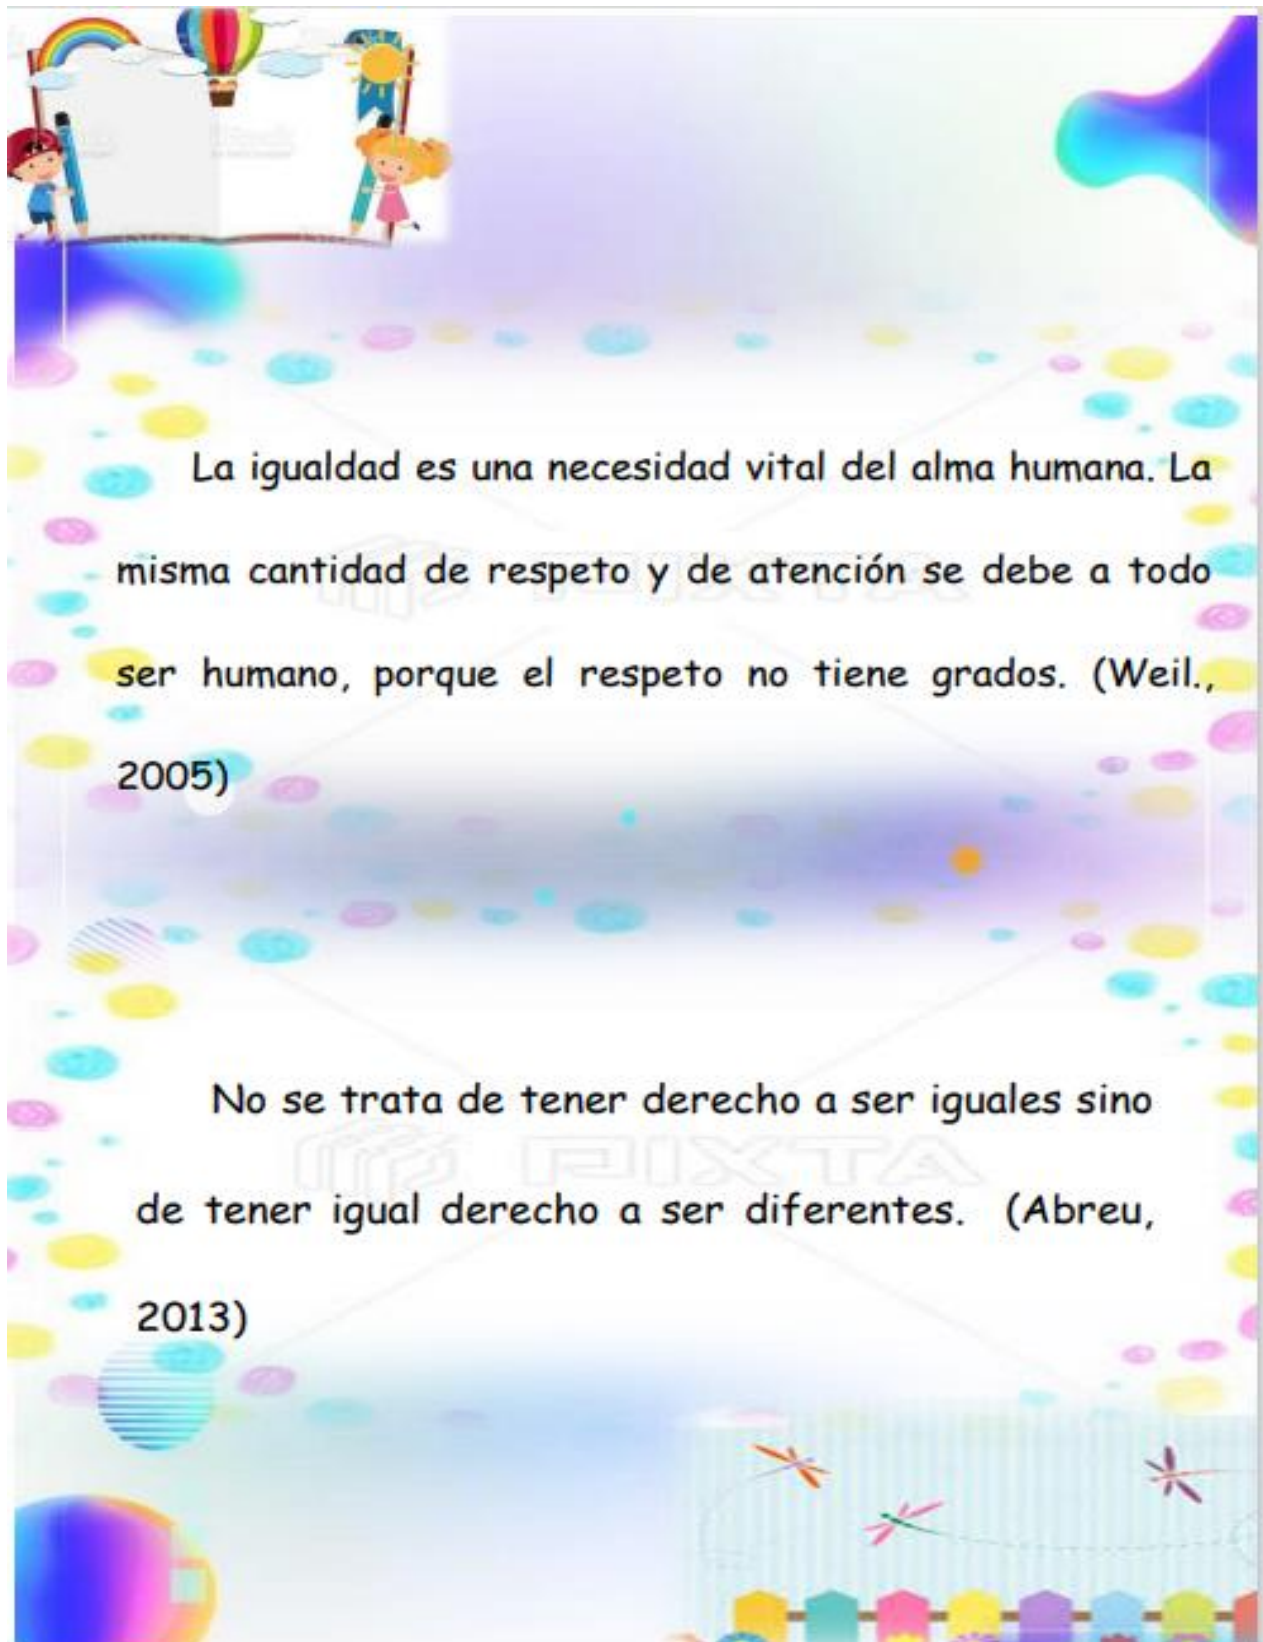 La igualdad es una necesidad vital del alma humana. La
misma cantidad de respeto y de atención se debe a todo
ser humano, porque el respeto no tiene grados. (Weil.,
2005)
PIXTA
No se trata de tener derecho a ser iguales sino
de tener igual derecho a ser diferentes. (Abreu,
2013)
PIXTA